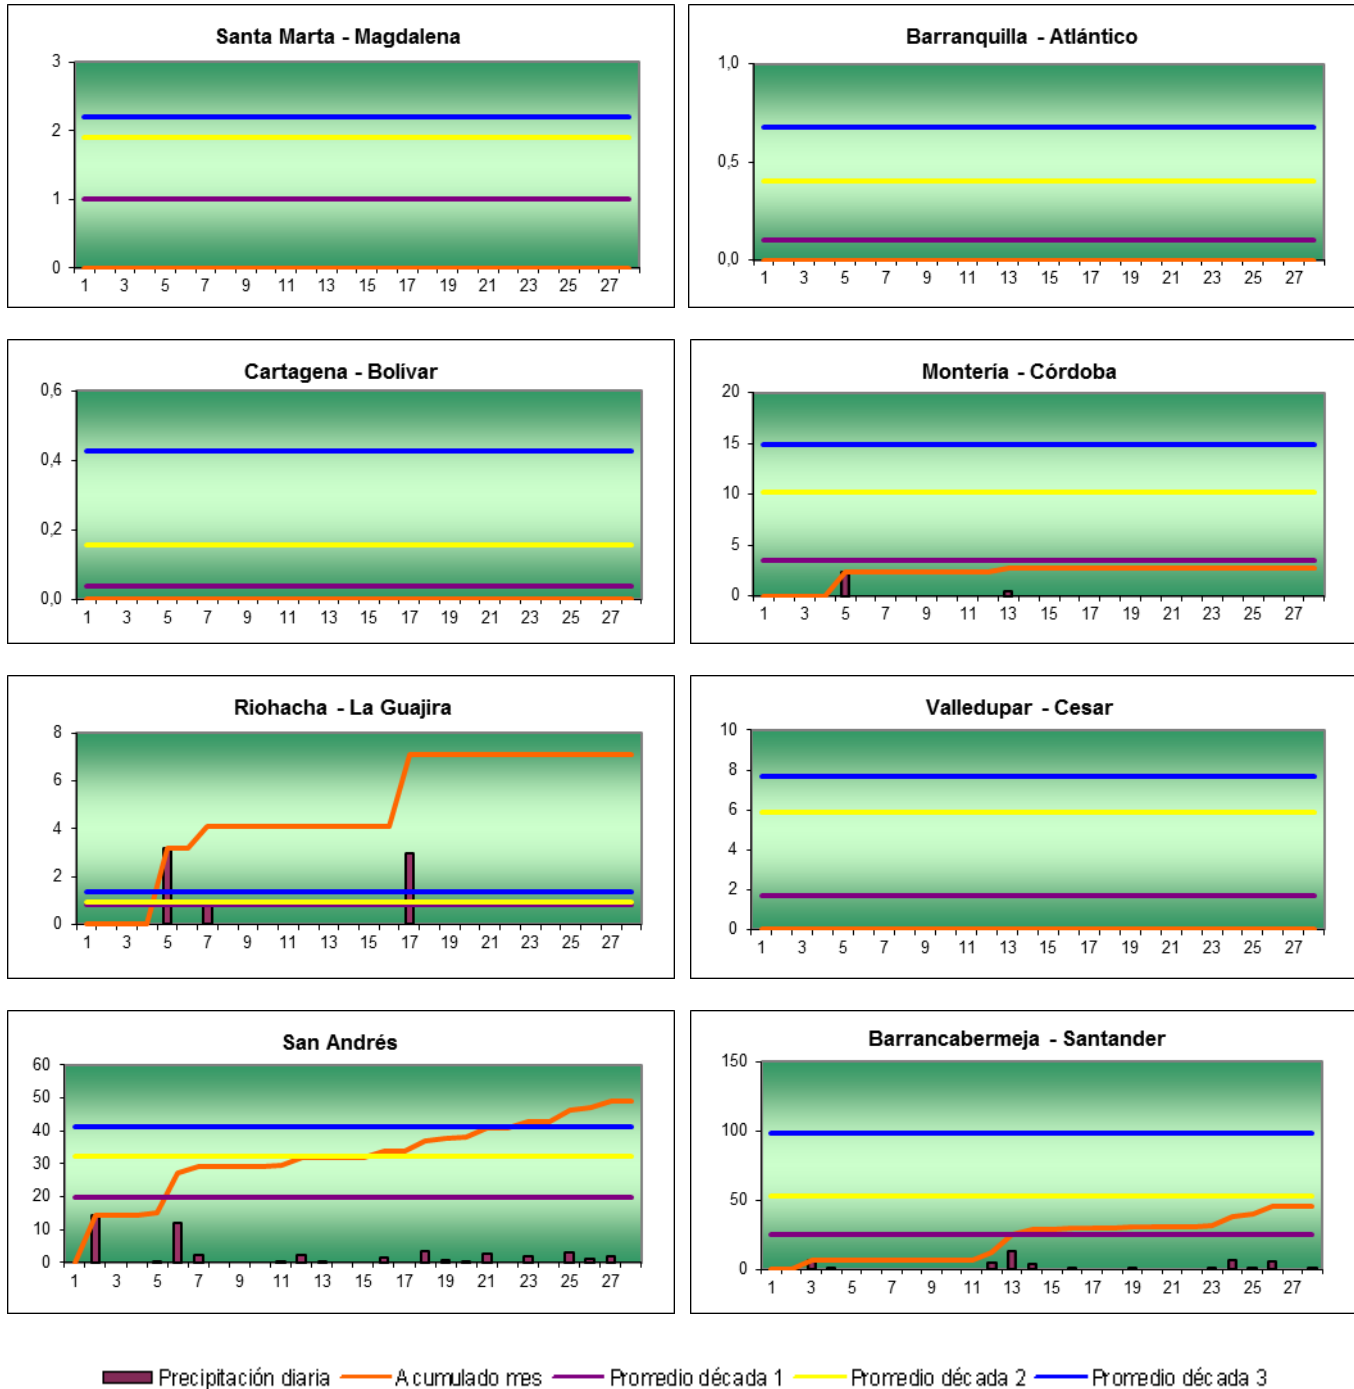 Santa Marta - Magdalena
3
2
1
0
1 3 5 7 9 11 13 15 17 19 21 23 25 27
Barranquilla - Atlántico
1,0
0,5
0,0
1 3 5 7 9 11 13 15 17 19 21 23 25 27
Cartagena - Bolívar
0,6
0,4
0,2
0,0
1 3 5 7 9 11 13 15 17 19 21 23 25 27
Montería - Córdoba
20
15
10
5
0
1 3 5 7 9 11 13 15 17 19 21 23 25 27
Riohacha - La Guajira
8
6
4
2
0
1 3 5 7 9 11 13 15 17 19 21 23 25 27
Valledupar - Cesar
10
8
6
4
2
0
1 3 5 7 9 11 13 15 17 19 21 23 25 27
San Andrés
60
50
40
30
20
10
0
1 3 5 7 9 11 13 15 17 19 21 23 25 27
Barrancabermeja - Santander
150
100
50
0
1 3 5 7 9 11 13 15 17 19 21 23 25 27
Precipitación diaria Acumulado mes Promedio década 1 Promedio década 2 Promedio década 3